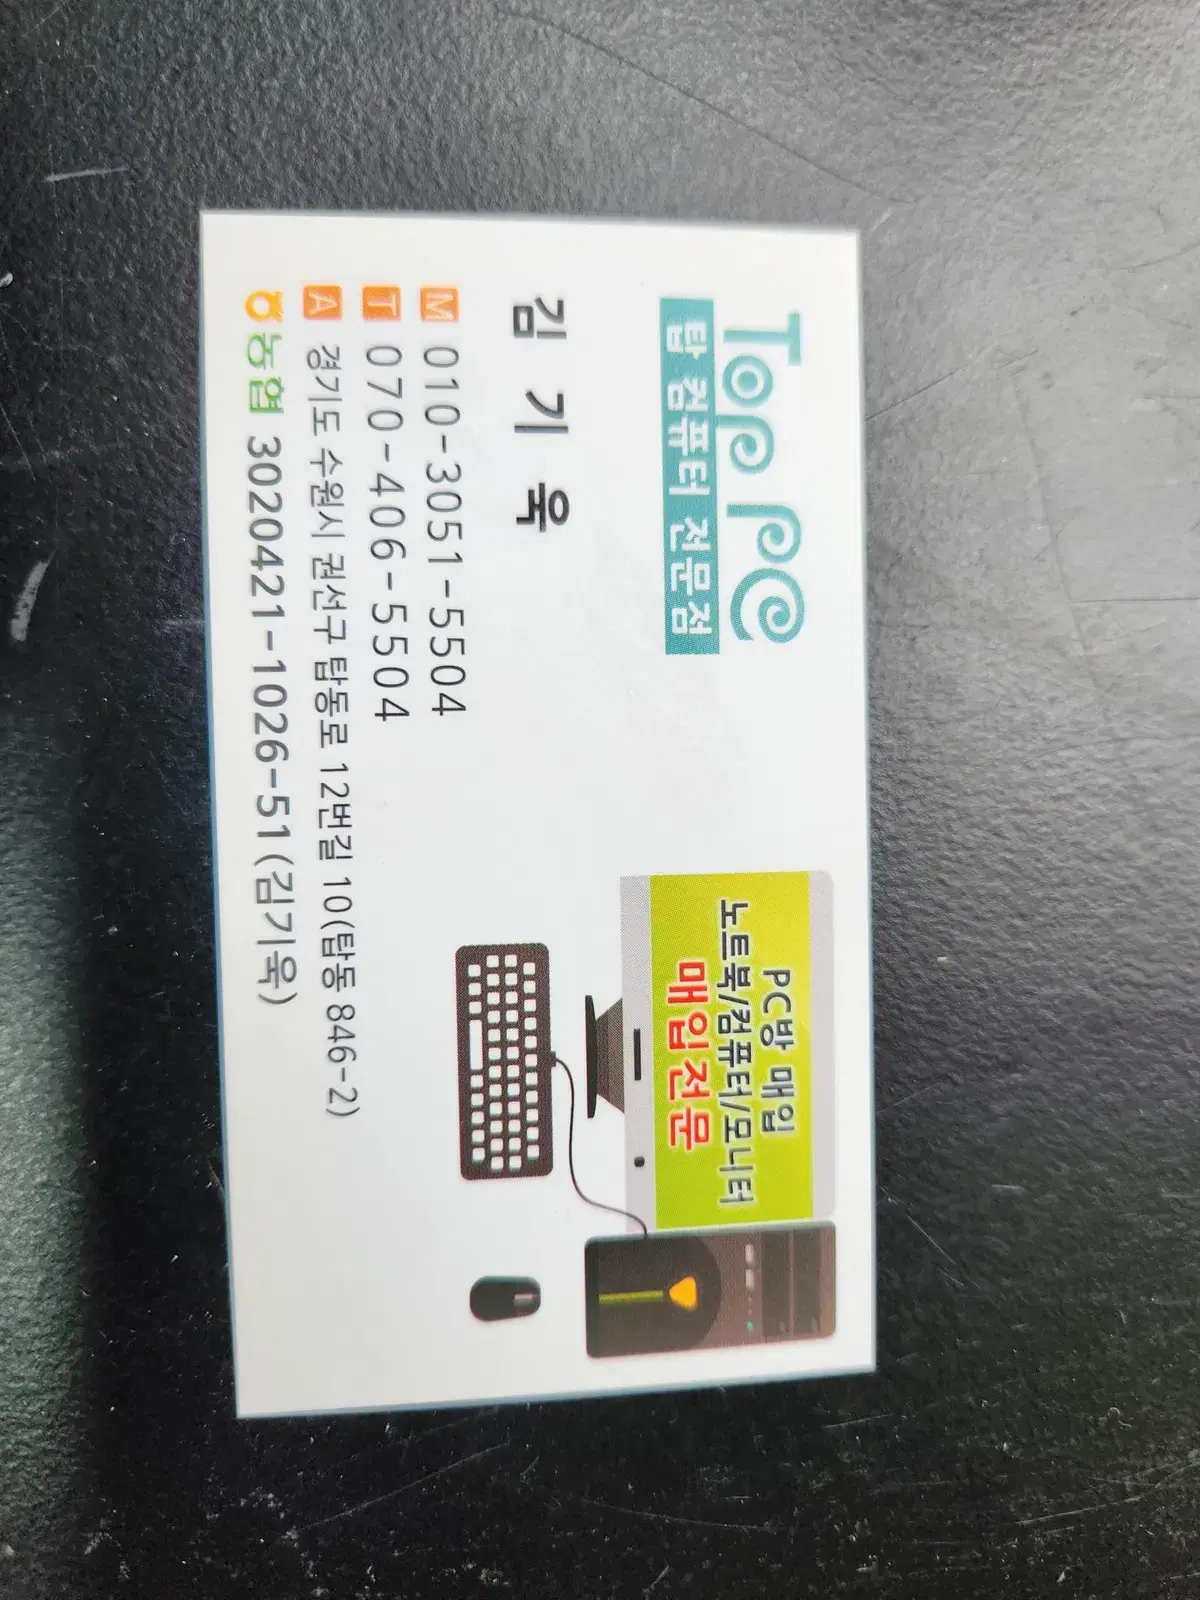 Top Pc
탑 컴퓨터 전문점
PC방 매입
노트북/컴퓨터/모니터
매입전문
김 기 욱
M 010-3051-5504
T 070-406-5504
A 경기도 수원시 권선구 탑동로 12번길 10(탑동 846-2)
농협 3020421-1026-51(김기욱)